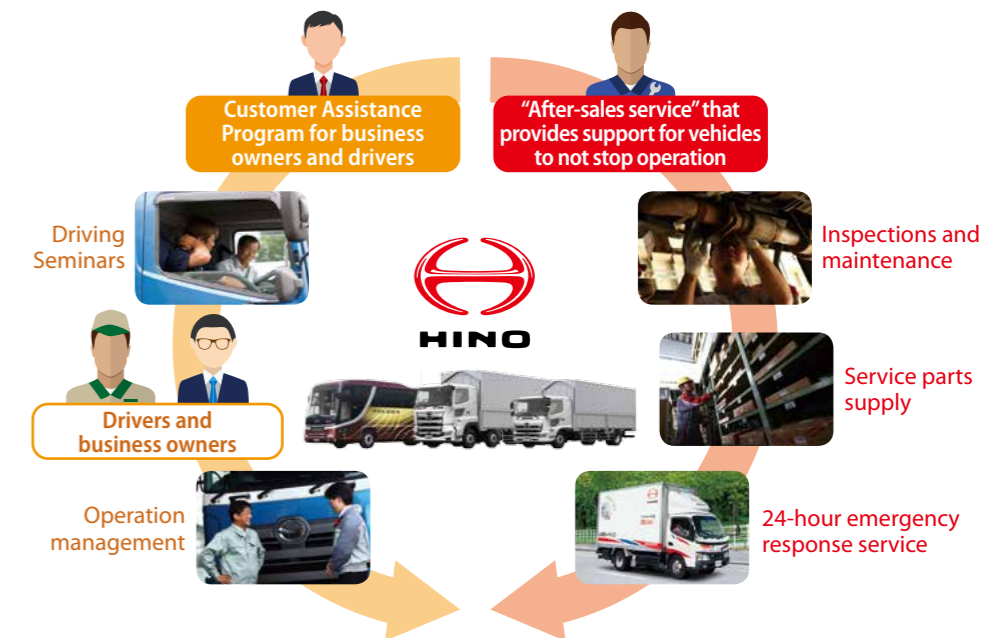 Customer Assistance
Program for business
owners and drivers
“After-sales service” that
provides support for vehicles
to not stop operation
Driving
Seminars
Inspections and
maintenance
HINO
Drivers and
business owners
Service parts
supply
Operation
management
24-hour emergency
response service